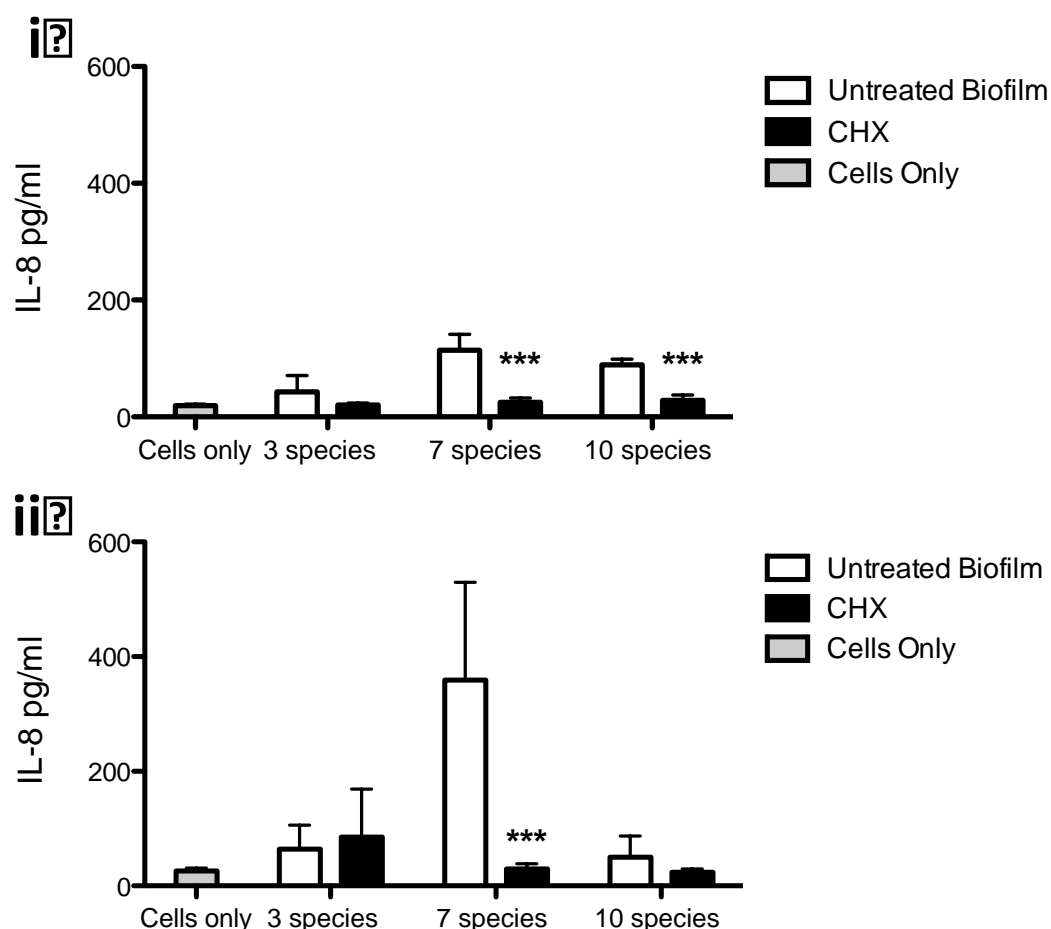 i?
600
400
200
0
IL-8 pg/ml
*** ***
Cells only 3 species 7 species 10 species
Untreated Biofilm
CHX
Cells Only
ii?
600
400
200
0
IL-8 pg/ml
***
Cells only 3 species 7 species 10 species
Untreated Biofilm
CHX
Cells Only